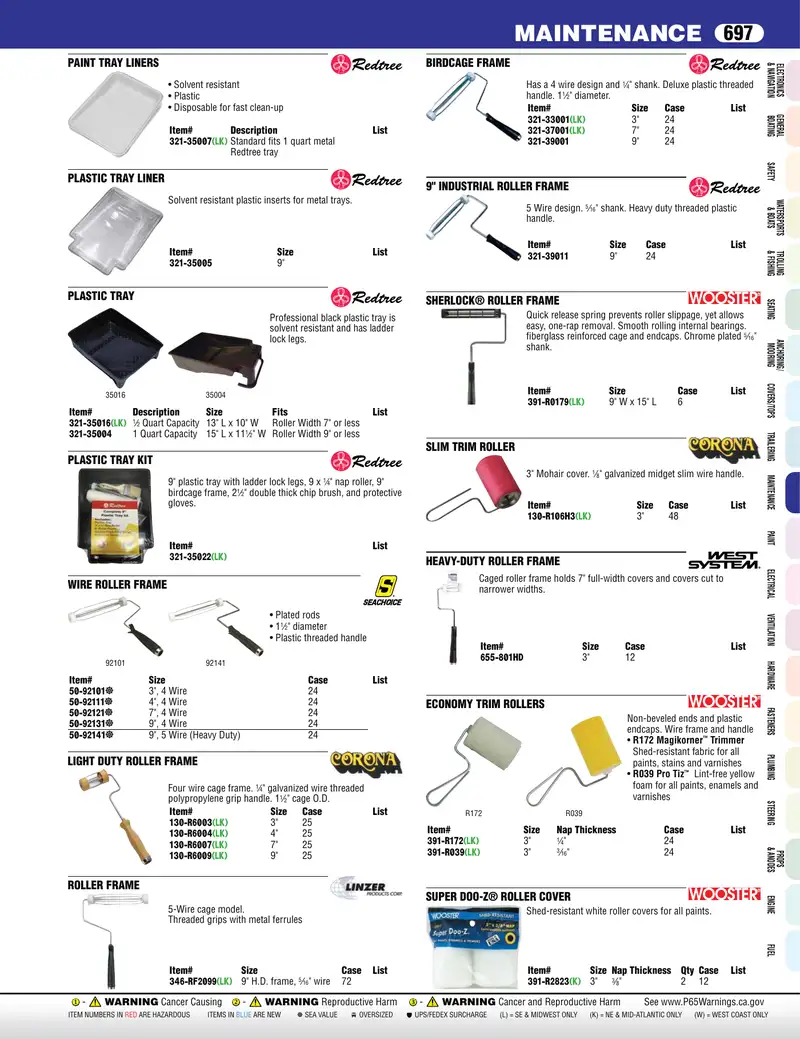 MAINTENANCE 697
PAINT TRAY LINERS
Redtree
• Solvent resistant
• Plastic
• Disposable for fast clean-up
Item# Description List
321-35007(LK) Standard fits 1 quart metal
Redtree tray
PLASTIC TRAY LINER
Redtree
Solvent resistant plastic inserts for metal trays.
Item# Size List
321-35005 9"
PLASTIC TRAY
Redtree
Professional black plastic tray is
solvent resistant and has ladder
lock legs.
35016 35004
Item# Description Size Fits List
321-35016(LK) ½ Quart Capacity 13" L x 10" W Roller Width 7" or less
321-35004 1 Quart Capacity 15" L x 11½" W Roller Width 9" or less
PLASTIC TRAY KIT
Redtree
9" plastic tray with ladder lock legs, 9 x ¼" nap roller, 9"
birdcage frame, 2½" double thick chip brush, and protective
gloves.
Redtree
Complete 9"
Plastic Tray Kit
Item# List
321-35022(LK)
WIRE ROLLER FRAME
SEACHOICE
• Plated rods
• 1½" diameter
• Plastic threaded handle
92101 92141
Item# Size Case List
50-92101☸ 3", 4 Wire 24
50-92111☸ 4", 4 Wire 24
50-92121☸ 7", 4 Wire 24
50-92131☸ 9", 4 Wire 24
50-92141☸ 9", 5 Wire (Heavy Duty) 24
LIGHT DUTY ROLLER FRAME
CORONA
Four wire cage frame. ¼" galvanized wire threaded
polypropylene grip handle. 1½" cage O.D.
Item# Size Case List
130-R6003(LK) 3" 25
130-R6004(LK) 4" 25
130-R6007(LK) 7" 25
130-R6009(LK) 9" 25
ROLLER FRAME
LINZER
PRODUCTS CORP.
5-Wire cage model.
Threaded grips with metal ferrules
Item# Size Case List
346-RF2099(LK) 9" H.D. frame, 5⁄16" wire 72
BIRDCAGE FRAME
Redtree
Has a 4 wire design and ¼" shank. Deluxe plastic threaded
handle. 1½" diameter.
Item# Size Case List
321-33001(LK) 3" 24
321-37001(LK) 7" 24
321-39001 9" 24
9" INDUSTRIAL ROLLER FRAME
Redtree
5 Wire design. 5⁄16" shank. Heavy duty threaded plastic
handle.
Item# Size Case List
321-39011 9" 24
SHERLOCK® ROLLER FRAME
WOOSTER
Quick release spring prevents roller slippage, yet allows
easy, one-rap removal. Smooth rolling internal bearings.
fiberglass reinforced cage and endcaps. Chrome plated 5⁄16"
shank.
Item# Size Case List
391-R0179(LK) 9" W x 15" L 6
SLIM TRIM ROLLER
CORONA
3" Mohair cover. ⅛" galvanized midget slim wire handle.
Item# Size Case List
130-R106H3(LK) 3" 48
HEAVY-DUTY ROLLER FRAME
WEST
SYSTEM®
Caged roller frame holds 7" full-width covers and covers cut to
narrower widths.
Item# Size Case List
655-801HD 3" 12
ECONOMY TRIM ROLLERS
WOOSTER
Non-beveled ends and plastic
endcaps. Wire frame and handle
• R172 Magikorner™ Trimmer
Shed-resistant fabric for all
paints, stains and varnishes
• R039 Pro Tiz™ Lint-free yellow
foam for all paints, enamels and
varnishes
R172 R039
Item# Size Nap Thickness Case List
391-R172(LK) 3" ¼" 24
391-R039(LK) 3" 3⁄16" 24
SUPER DOO-Z® ROLLER COVER
WOOSTER
Shed-resistant white roller covers for all paints.
WOOSTER SHED-RESISTANT
Super Doo-Z.
Item# Size Nap Thickness Qty Case List
391-R2823(K) 3" ⅜" 2 12
ELECTRONICS & NAVIGATION
GENERAL BOATING
SAFETY
WATERSPORTS & BOATS
TROLLING & FISHING
SEATING
ANCHORING/ MOORING
COVERS/TOPS
TRAILERING
MAINTENANCE
PAINT
ELECTRICAL
VENTILATION
HARDWARE
FASTENERS
PLUMBING
STEERING
PROPS & ANODES
ENGINE
FUEL
① - ⚠ WARNING Cancer Causing ② - ⚠ WARNING Reproductive Harm ③ - ⚠ WARNING Cancer and Reproductive Harm See www.P65Warnings.ca.gov
ITEM NUMBERS IN RED ARE HAZARDOUS ITEMS IN BLUE ARE NEW ☸ SEA VALUE OVERSIZED UPS/FEDEX SURCHARGE (L) = SE & MIDWEST ONLY (K) = NE & MID-ATLANTIC ONLY (W) = WEST COAST ONLY